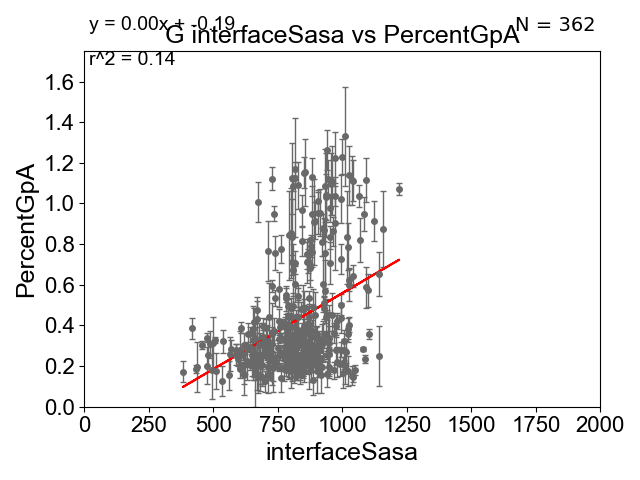 y = 0.00x + -0.19
N = 362
G interfaceSasa vs PercentGpA
r^2 = 0.14
PercentGpA
1.6
1.4
1.2
1.0
0.8
0.6
0.4
0.2
0.0
0 250 500 750 1000 1250 1500 1750 2000
interfaceSasa